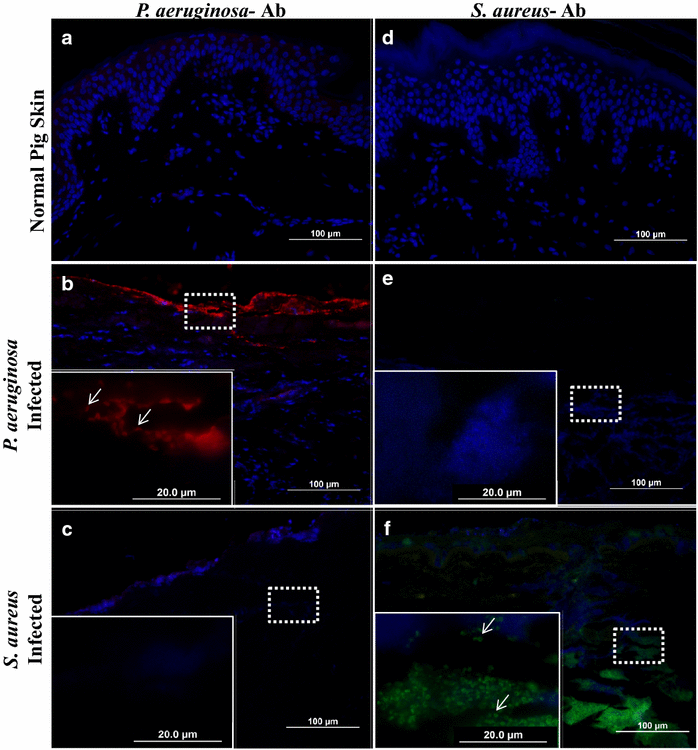 P. aeruginosa- Ab
S. aureus- Ab
Normal Pig Skin
a
100 µm
d
100 µm
P. aeruginosa
Infected
b
20.0 µm
100 µm
e
20.0 µm
100 µm
S. aureus
Infected
c
20.0 µm
100 µm
f
20.0 µm
100 µm